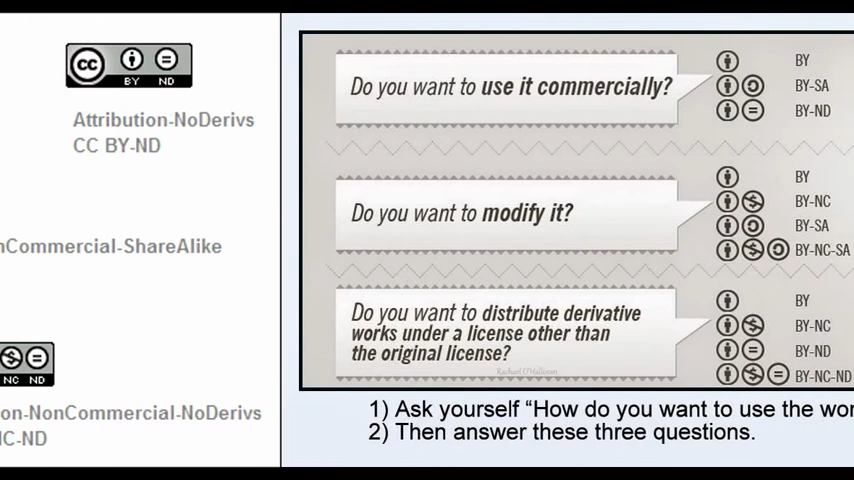 BY ND
Attribution-NoDerivs
CC BY-ND
nCommercial-ShareAlike
NC ND
on-NonCommercial-NoDerivs
IC-ND
Do you want to use it commercially?
BY
BY-SA
BY-ND
Do you want to modify it?
BY
BY-NC
BY-SA
BY-NC-SA
Do you want to distribute derivative
works under a license other than
the original license?
Rachael O'Halloran
BY
BY-NC
BY-ND
BY-NC-ND
1) Ask yourself “How do you want to use the wor
2) Then answer these three questions.